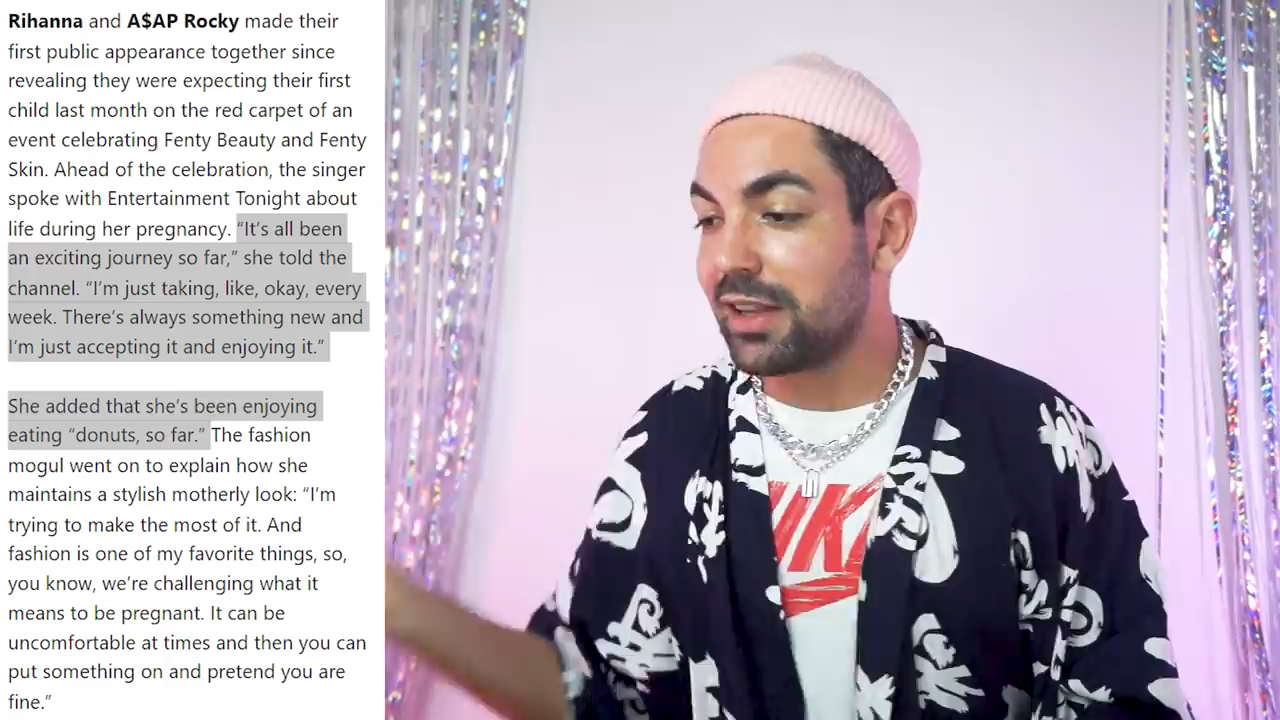 Rihanna and A$AP Rocky made their
first public appearance together since
revealing they were expecting their first
child last month on the red carpet of an
event celebrating Fenty Beauty and Fenty
Skin. Ahead of the celebration, the singer
spoke with Entertainment Tonight about
life during her pregnancy. “It’s all been
an exciting journey so far,” she told the
channel. “I’m just taking, like, okay, every
week. There’s always something new and
I’m just accepting it and enjoying it.”
She added that she’s been enjoying
eating “donuts, so far.” The fashion
mogul went on to explain how she
maintains a stylish motherly look: “I’m
trying to make the most of it. And
fashion is one of my favorite things, so,
you know, we’re challenging what it
means to be pregnant. It can be
uncomfortable at times and then you can
put something on and pretend you are
fine.”